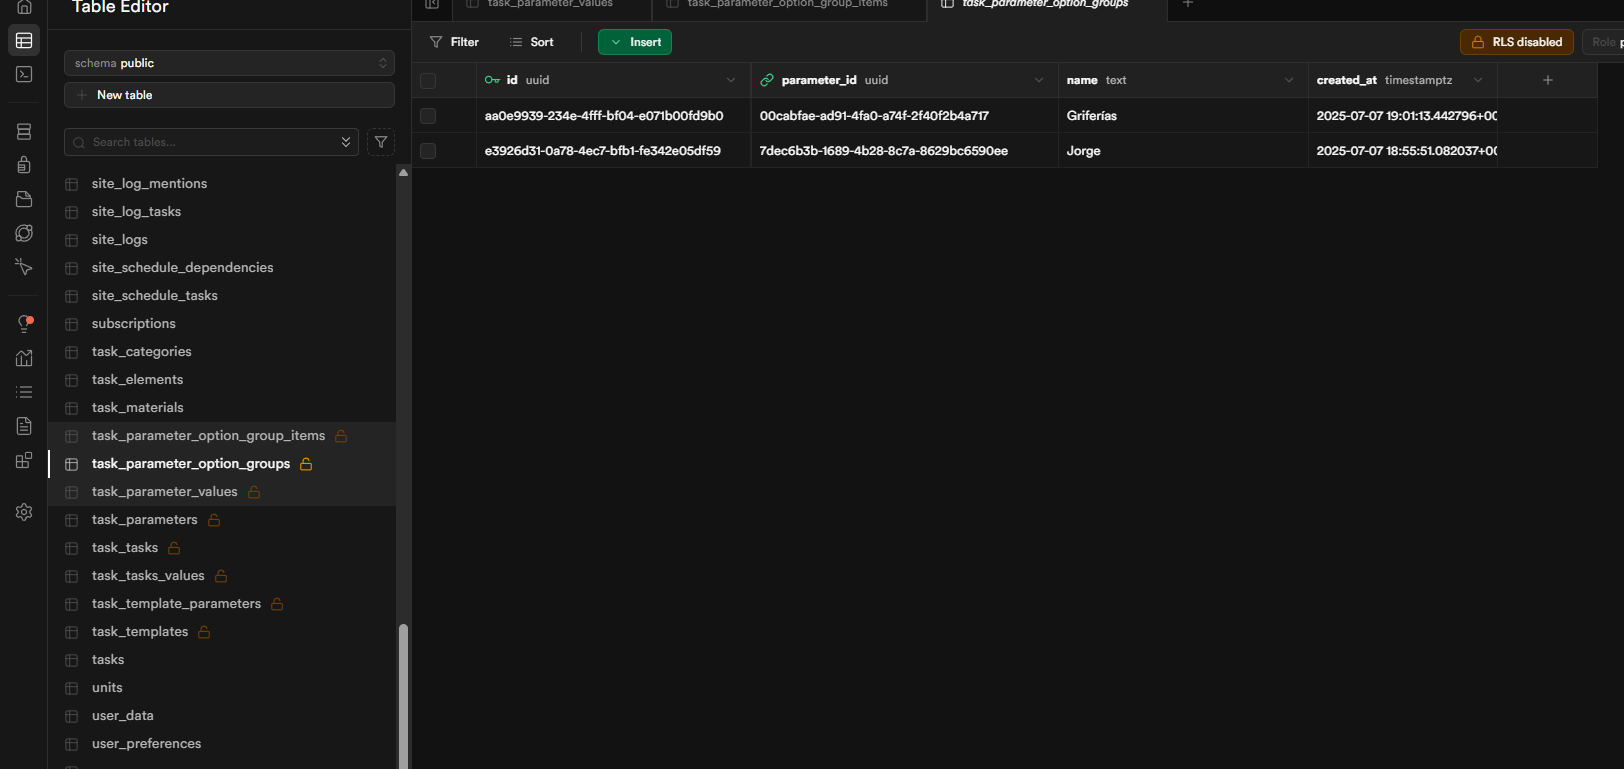 Table Editor
task_parameter_values
task_parameter_option_group_items
task_parameter_option_groups
schema public
New table
Search tables...
Filter
Sort
Insert
RLS disabled
Role
id uuid
parameter_id uuid
name text
created_at timestamptz
aa0e9939-234e-4fff-bf04-e071b00fd9b0
00cabfae-ad91-4fa0-a74f-2f40f2b4a717
Griferías
2025-07-07 19:01:13.442796+00
e3926d31-0a78-4ec7-bfb1-fe342e05df59
7dec6b3b-1689-4b28-8c7a-8629bc6590ee
Jorge
2025-07-07 18:55:51.082037+00
site_log_mentions
site_log_tasks
site_logs
site_schedule_dependencies
site_schedule_tasks
subscriptions
task_categories
task_elements
task_materials
task_parameter_option_group_items
task_parameter_option_groups
task_parameter_values
task_parameters
task_tasks
task_tasks_values
task_template_parameters
task_templates
tasks
units
user_data
user_preferences